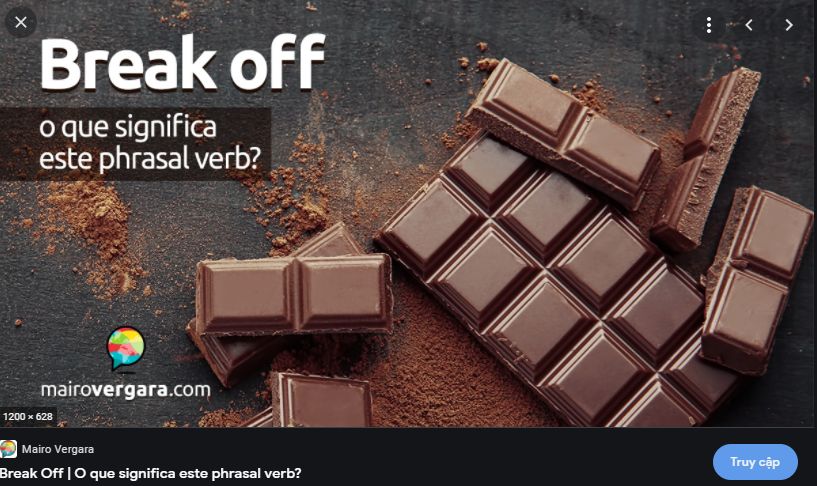 Break off
o que significa
este phrasal verb?
mairovergara.com
1200 × 628
Mairo Vergara
Break Off | O que significa este phrasal verb?
Truy cập